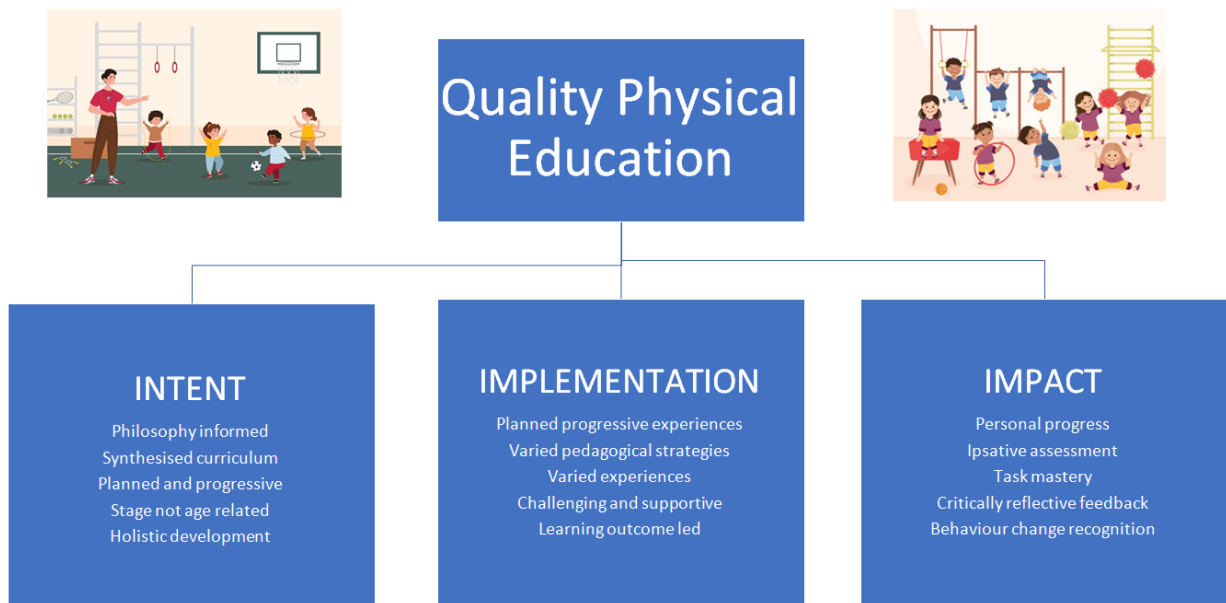 Quality Physical
Education
INTENT
Philosophy informed
Synthesised curriculum
Planned and progressive
Stage not age related
Holistic development
IMPLEMENTATION
Planned progressive experiences
Varied pedagogical strategies
Varied experiences
Challenging and supportive
Learning outcome led
IMPACT
Personal progress
Ipsative assessment
Task mastery
Critically reflective feedback
Behaviour change recognition